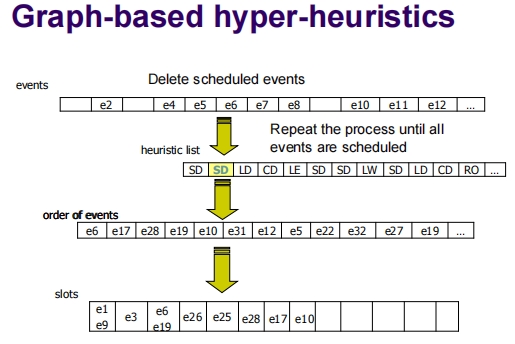 Graph-based hyper-heuristics
Delete scheduled events
events
e2 e4 e5 e6 e7 e8 e10 e11 e12 ...
Repeat the process until all
events are scheduled
heuristic list
SD SD LD CD LE SD SD LW SD LD CD RO ...
order of events
e6 e17 e28 e19 e10 e31 e12 e5 e22 e32 e27 e19 ...
slots
e1 e3 e6 e26 e25 e28 e17 e10
e9 e19